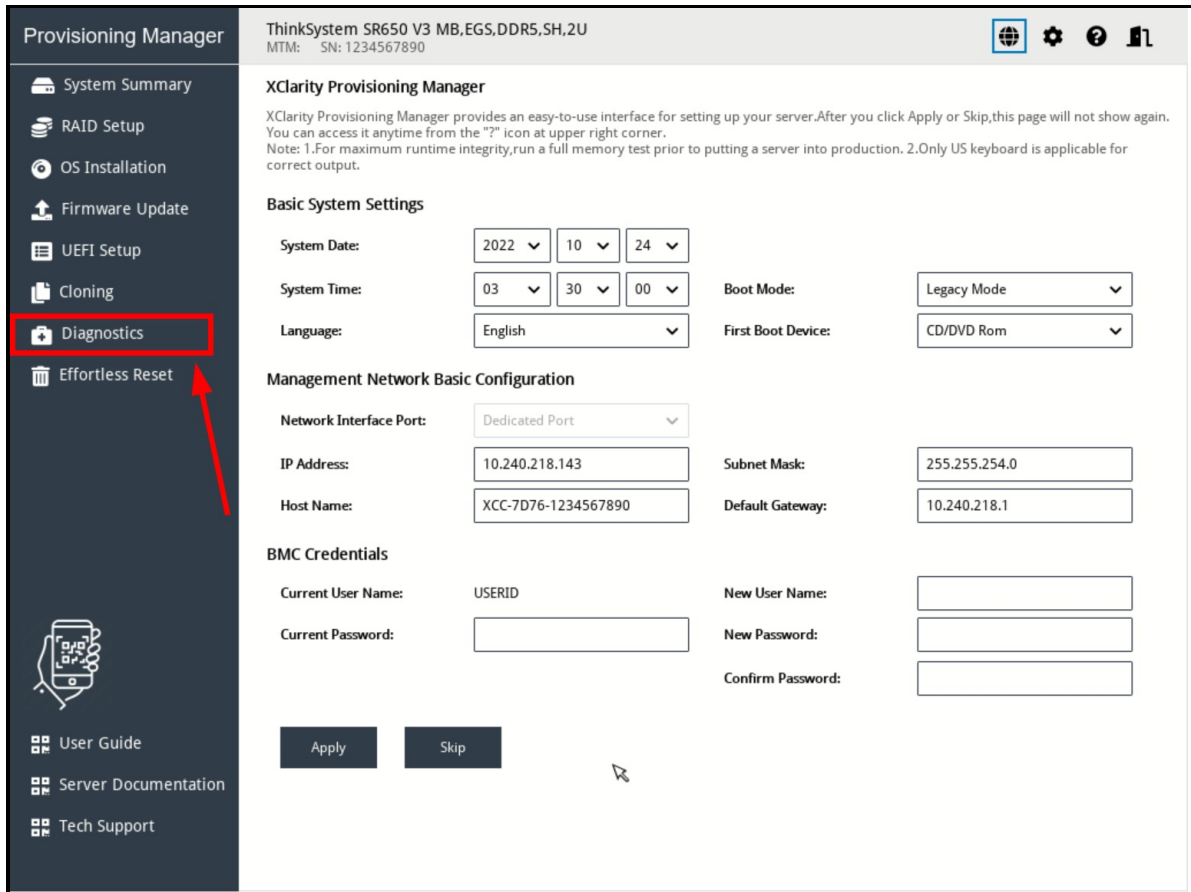 Provisioning Manager
System Summary
RAID Setup
OS Installation
Firmware Update
UEFI Setup
Cloning
Diagnostics
Effortless Reset
User Guide
Server Documentation
Tech Support
ThinkSystem SR650 V3 MB,EGS,DDR5,SH,2U
MTM: SN: 1234567890
XClarity Provisioning Manager
XClarity Provisioning Manager provides an easy-to-use interface for setting up your server.After you click Apply or Skip,this page will not show again.
You can access it anytime from the "?" icon at upper right corner.
Note: 1.For maximum runtime integrity,run a full memory test prior to putting a server into production. 2.Only US keyboard is applicable for
correct output.
Basic System Settings
System Date: 2022 10 24
System Time: 03 30 00 Boot Mode: Legacy Mode
Language: English First Boot Device: CD/DVD Rom
Management Network Basic Configuration
Network Interface Port: Dedicated Port
IP Address: 10.240.218.143 Subnet Mask: 255.255.254.0
Host Name: XCC-7D76-1234567890 Default Gateway: 10.240.218.1
BMC Credentials
Current User Name: USERID New User Name:
Current Password: New Password:
Confirm Password:
Apply Skip